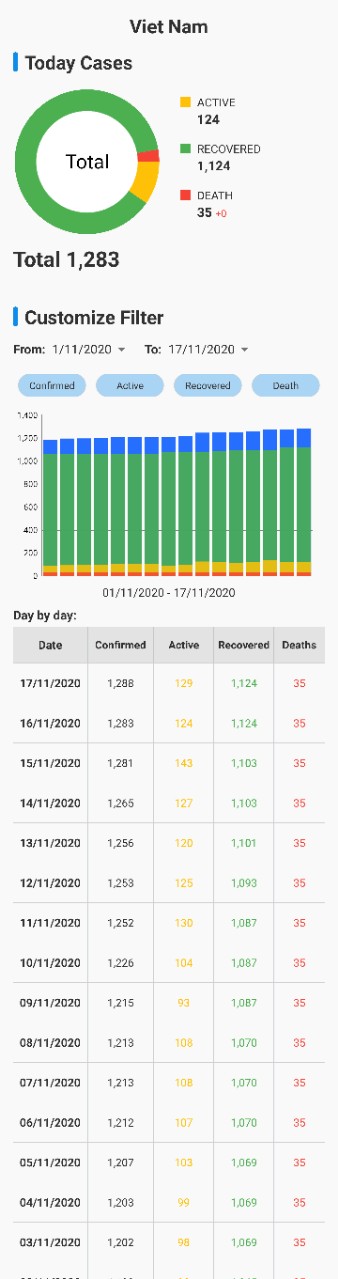 Viet Nam
Today Cases
Total
ACTIVE
124
RECOVERED
1,124
DEATH
35 +0
Total 1,283
Customize Filter
From: 1/11/2020 To: 17/11/2020
Confirmed Active Recovered Death
1,400
1,200
1,000
800
600
400
200
0
01/11/2020 - 17/11/2020
Day by day:
Date Confirmed Active Recovered Deaths
17/11/2020 1,288 129 1,124 35
16/11/2020 1,283 124 1,124 35
15/11/2020 1,281 143 1,103 35
14/11/2020 1,265 127 1,103 35
13/11/2020 1,256 120 1,101 35
12/11/2020 1,253 125 1,093 35
11/11/2020 1,252 130 1,087 35
10/11/2020 1,226 104 1,087 35
09/11/2020 1,215 93 1,087 35
08/11/2020 1,213 108 1,070 35
07/11/2020 1,213 108 1,070 35
06/11/2020 1,212 107 1,070 35
05/11/2020 1,207 103 1,069 35
04/11/2020 1,203 99 1,069 35
03/11/2020 1,202 98 1,069 35